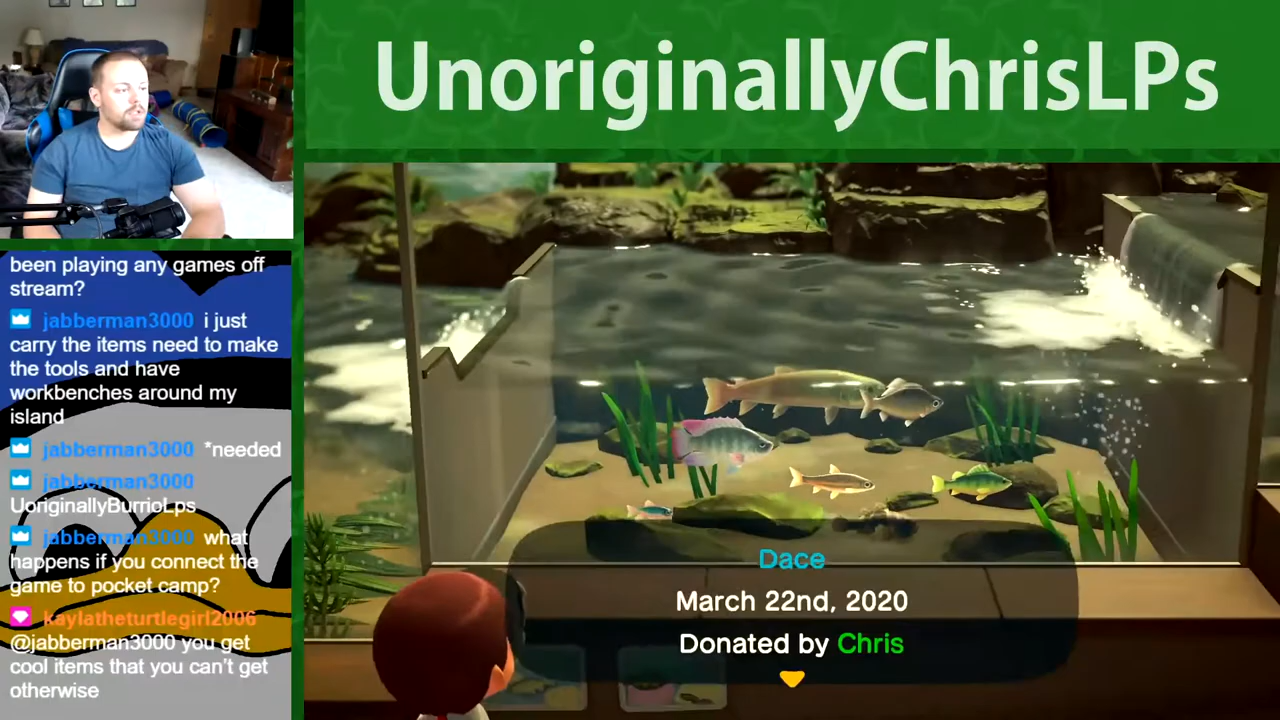 UnoriginallyChrisLPs
been playing any games off
stream?
jabberman3000 i just
carry the items need to make
the tools and have
workbenches around my
island
jabberman3000 *needed
jabberman3000
UoriginallyBurrioLps
jabberman3000 what
happens if you connect the
game to pocket camp?
kaylatheturtlegirl2006
@jabberman3000 you get
cool items that you can't get
otherwise
Dace
March 22nd, 2020
Donated by Chris